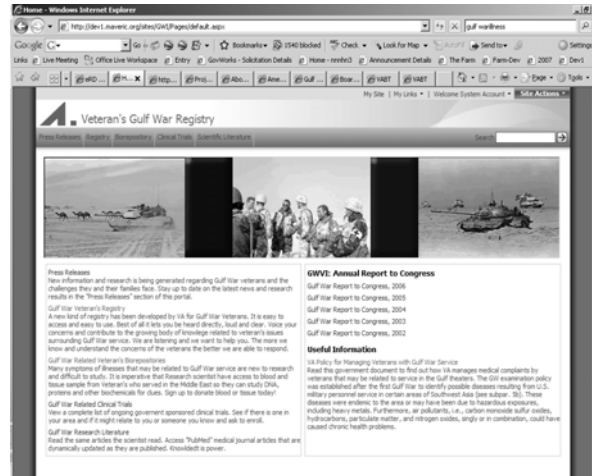 Home - Windows Internet Explorer
http://dev1.maveric.org/sites/GWI/Pages/default.aspx
gulf warillness
Google
Go
Bookmarks
1540 blocked
Check
Look for Map
AutoFill
Send to
Settings
Links
Live Meeting
Office Live Workspace
Entry
GovWorks - Solicitation Details
Home - nnnhn3
Announcement Details
The Farm
Farm-Dev
2007
Dev1
eRD ...
H...
http...
Proj...
Abo...
Ame...
Gulf ...
Boar...
VABT
VABT
Page
Tools
My Site | My Links | Welcome System Account
Site Actions
Veteran's Gulf War Registry
Press Releases Registry Biorepository Clinical Trials Scientific Literature
Search
Press Releases
New information and research is being generated regarding Gulf War veterans and the
challenges they and their families face. Stay up to date on the latest news and research
results in the "Press Releases" section of this portal.
Gulf War Veteran's Registry
A new kind of registry has been developed by VA for Gulf War Veterans. It is easy to
access and easy to use. Best of all it lets you be heard directly, loud and clear. Voice your
concerns and contribute to the growing body of knowlege related to veteran's issues
surrounding Gulf War service. We are listening and we want to help you. The more we
know and understand the concerns of the veterans the better we are able to respond.
Gulf War Related Veteran's Biorepositories
Many symptoms of illnesses that may be related to Gulf War service are new to research
and difficult to study. It is imperative that Research scientist have access to blood and
tissue sample from Veteran's who served in the Middle East so they can study DNA,
proteins and other biochemicals for clues. Sign up to donate blood or tissue today!
Gulf War Related Clinical Trials
View a complete list of ongoing government sponsored clinical trials. See if there is one in
your area and if it might relate to you or someone you know and ask to enroll.
Gulf War Research Literature
Read the same articles the scientist read. Access "PubMed" medical journal articles that are
dynamically updated as they are published. Knowldedt is power.
GWVI: Annual Report to Congress
Gulf War Report to Congress, 2006
Gulf War Report to Congress, 2005
Gulf War Report to Congress, 2004
Gulf War Report to Congress, 2003
Gulf War Report to Congress, 2002
Useful Information
VA Policy for Managing Veterans with Gulf War Service
Read this government document to find out how VA manages medical complaints by
veterans that may be related to service in the Gulf theaters. The GW examination policy
was established after the first Gulf War to identify possible diseases resulting from U.S.
military personnel service in certain areas of Southwest Asia (see subpar. 5b). These
diseases were endemic to the area or may have been due to hazardous exposures,
including heavy metals. Furthermore, air pollutants, i.e., carbon monoxide sulfur oxides,
hydrocarbons, particulate matter, and nitrogen oxides, singly or in combination, could have
caused chronic health problems.